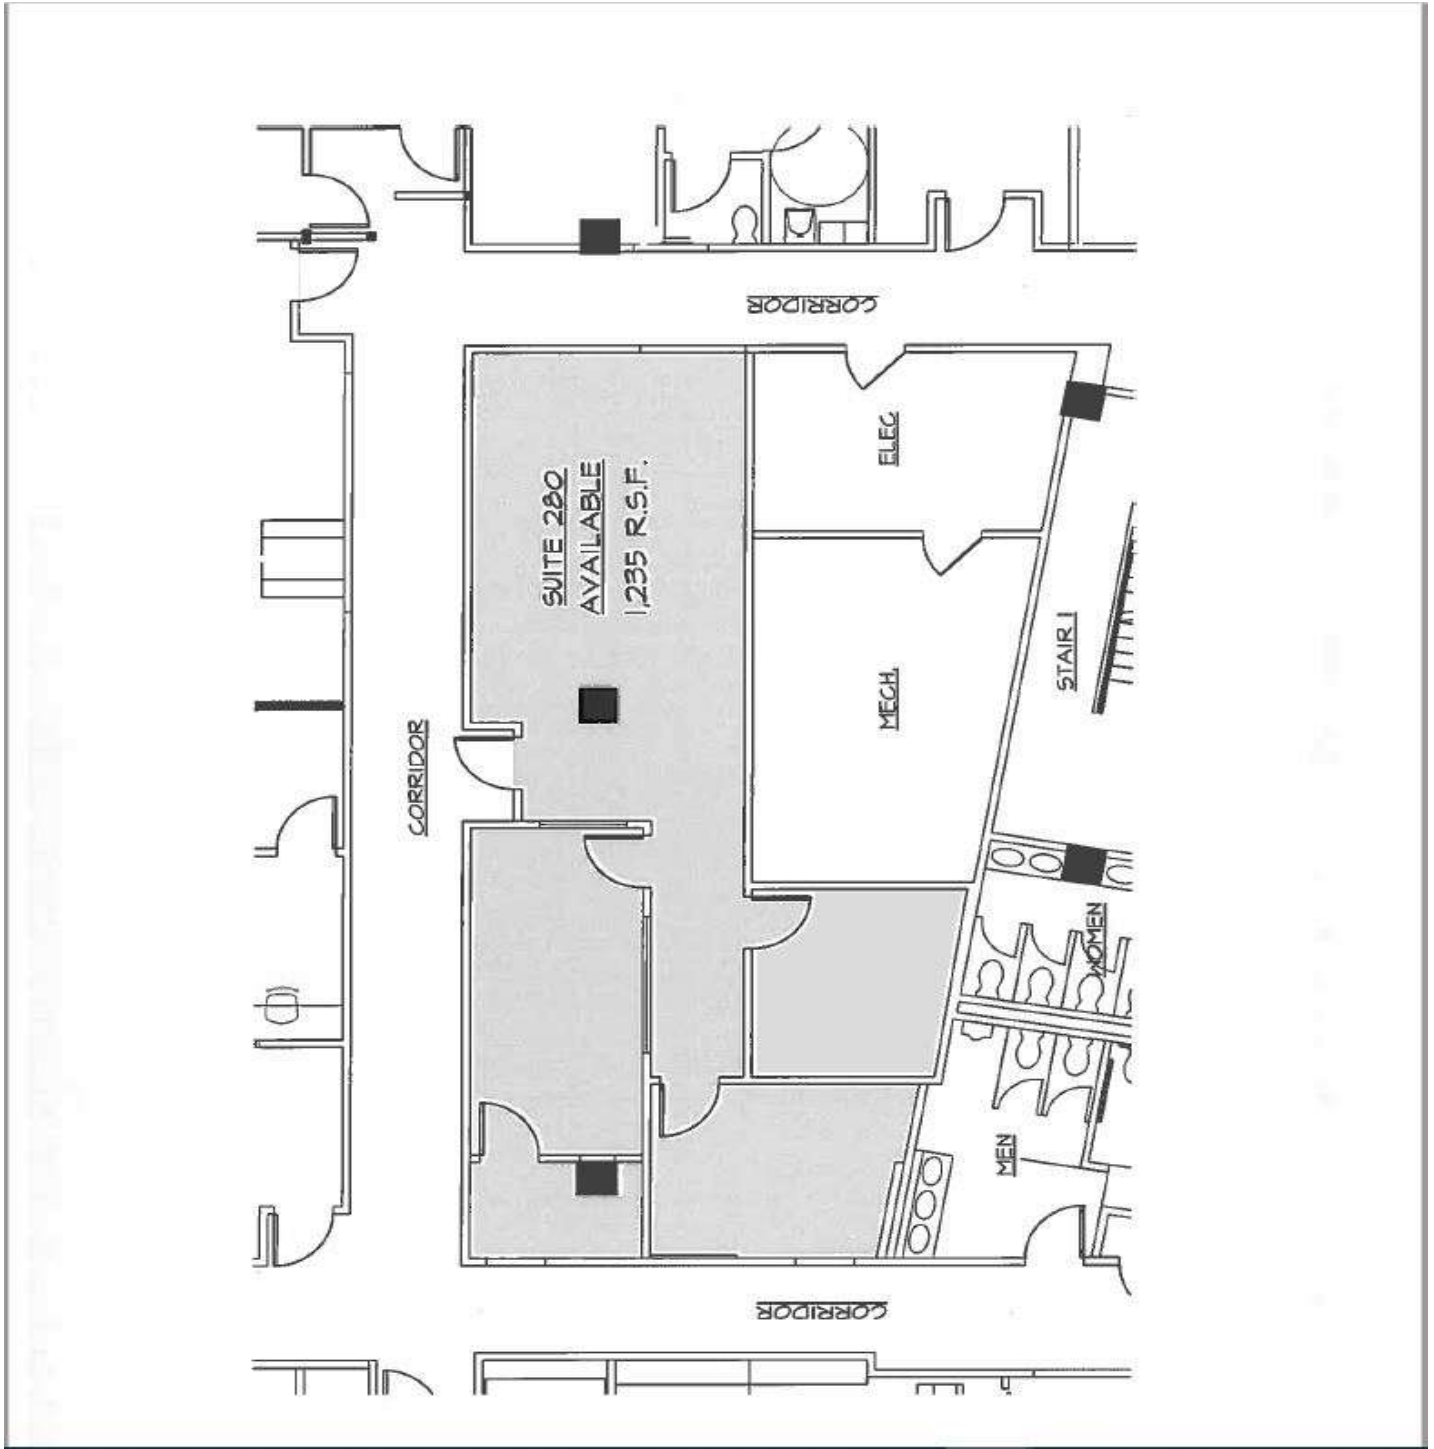 CORRIDOR
ELEC
SUITE 280
AVAILABLE
1,235 R.S.F.
STAIR 1
MECH.
CORRIDOR
WOMEN
MEN
CORRIDOR